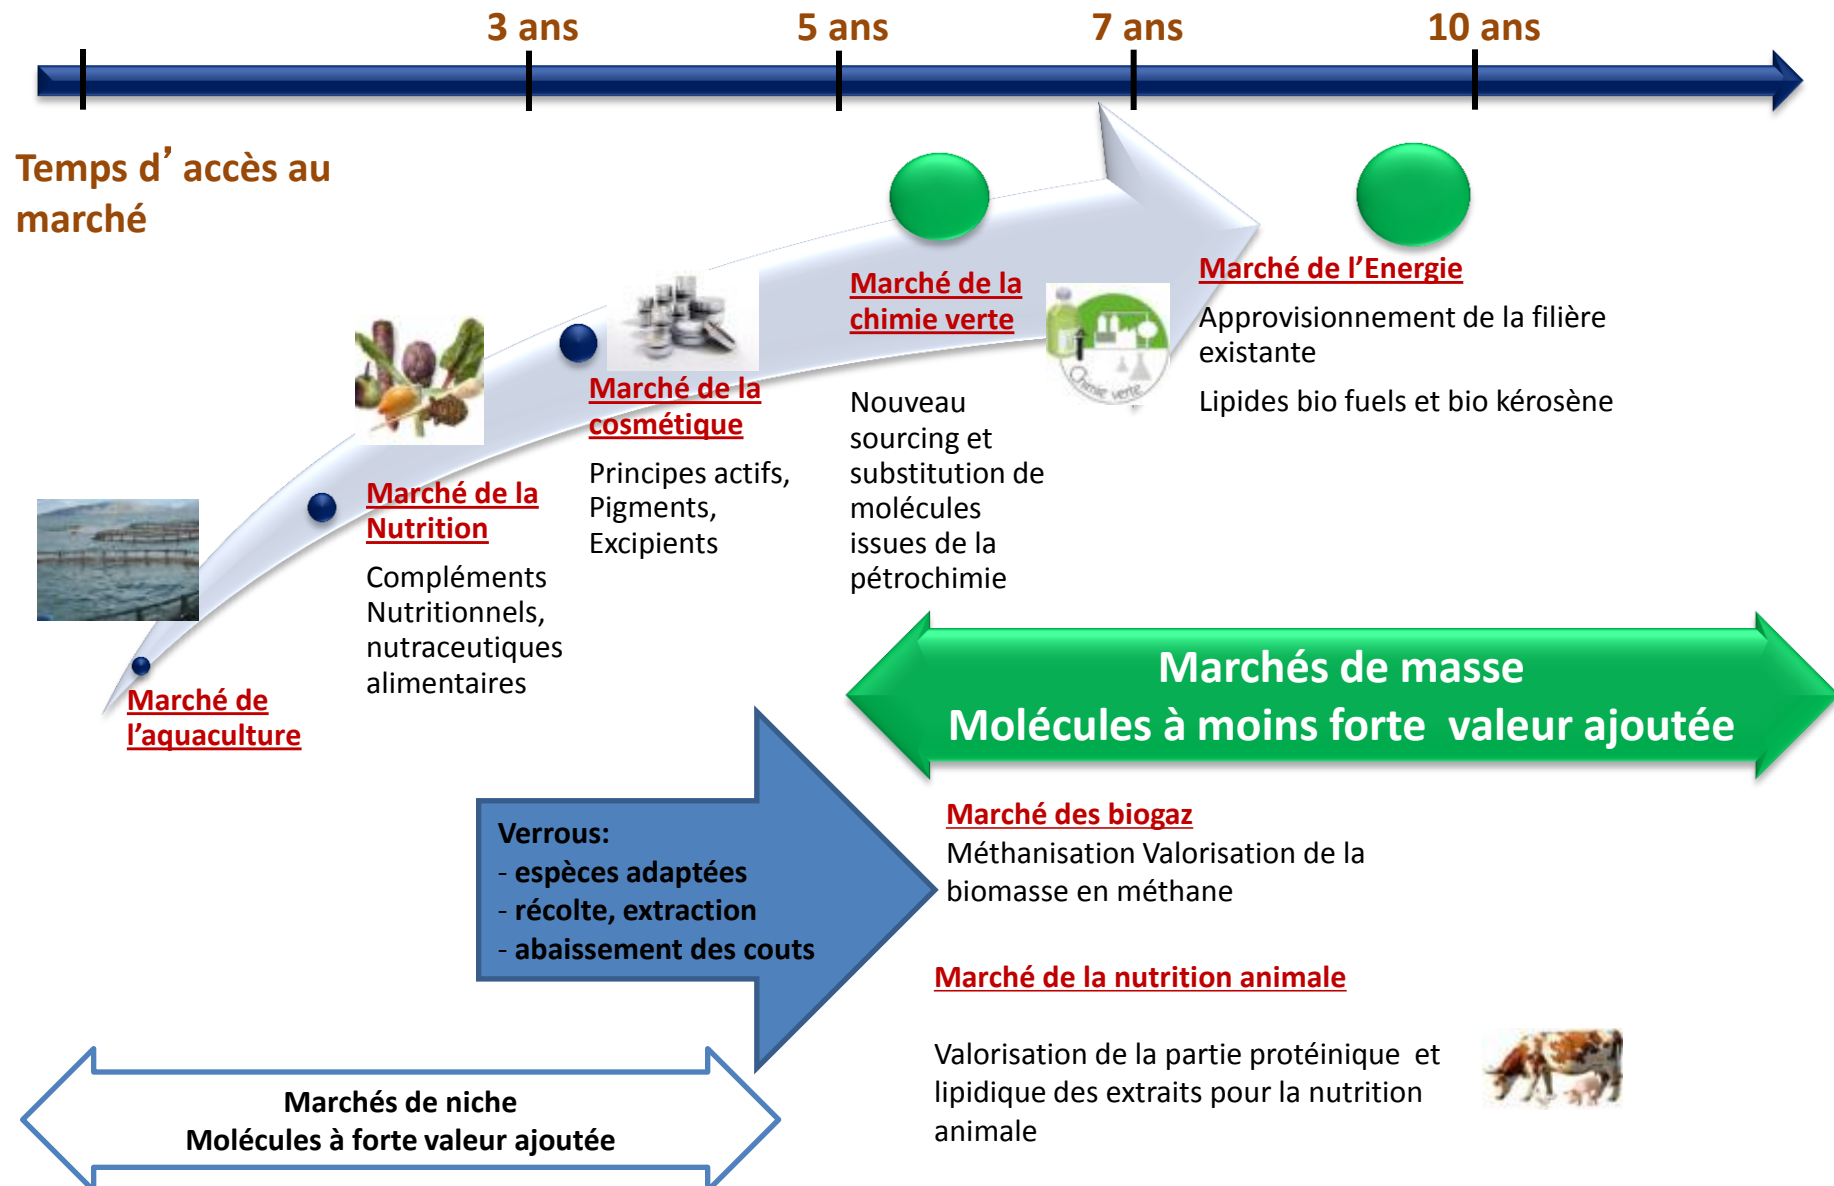 3 ans
5 ans
7 ans
10 ans
Temps d’ accès au
marché
Marché de
l’aquaculture
Marché de la
Nutrition
Compléments
Nutritionnels,
nutraceutiques
alimentaires
Marché de la
cosmétique
Principes actifs,
Pigments,
Excipients
Marché de la
chimie verte
Nouveau
sourcing et
substitution de
molécules
issues de la
pétrochimie
Chimie verte
Marché de l’Energie
Approvisionnement de la filière
existante
Lipides bio fuels et bio kérosène
Marchés de masse
Molécules à moins forte valeur ajoutée
Verrous:
- espèces adaptées
- récolte, extraction
- abaissement des couts
Marché des biogaz
Méthanisation Valorisation de la
biomasse en méthane
Marché de la nutrition animale
Valorisation de la partie protéinique et
lipidique des extraits pour la nutrition
animale
Marchés de niche
Molécules à forte valeur ajoutée